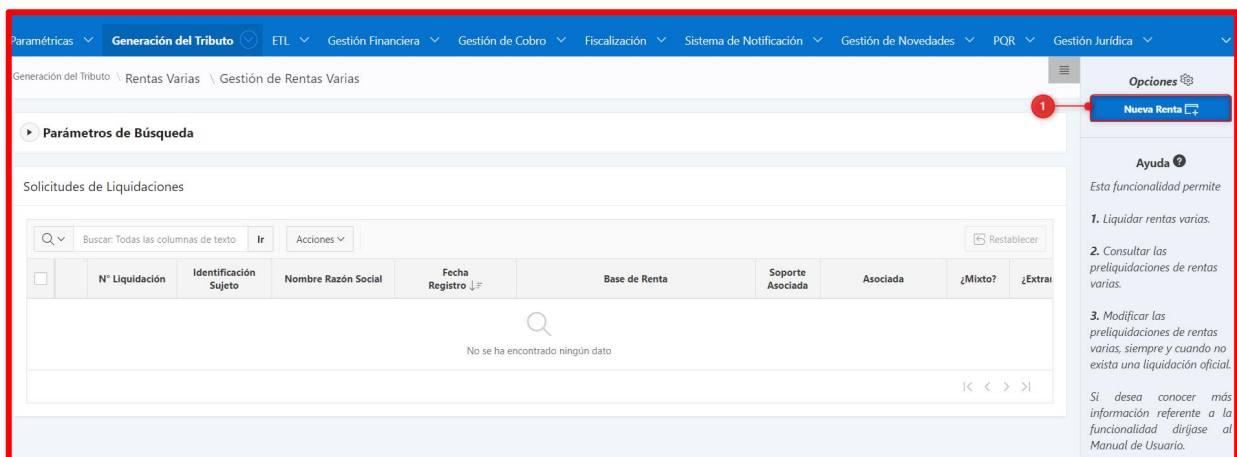 Paramétricas Generación del Tributo ETL Gestión Financiera Gestión de Cobro Fiscalización Sistema de Notificación Gestión de Novedades PQR Gestión Jurídica
Generación del Tributo \ Rentas Varias \ Gestión de Rentas Varias
Parámetros de Búsqueda
Solicitudes de Liquidaciones
Buscar: Todas las columnas de texto Ir Acciones Restablecer
N° Liquidación Identificación Sujeto Nombre Razón Social Fecha Registro Base de Renta Soporte Asociada Asociada ¿Mixto? ¿Extrar
No se ha encontrado ningún dato
|< < > >|
Opciones
1
Nueva Renta
Ayuda
Esta funcionalidad permite
1. Liquidar rentas varias.
2. Consultar las
preliquidaciones de rentas
varias.
3. Modificar las
preliquidaciones de rentas
varias, siempre y cuando no
exista una liquidación oficial.
Si desea conocer más
información referente a la
funcionalidad diríjase al
Manual de Usuario.